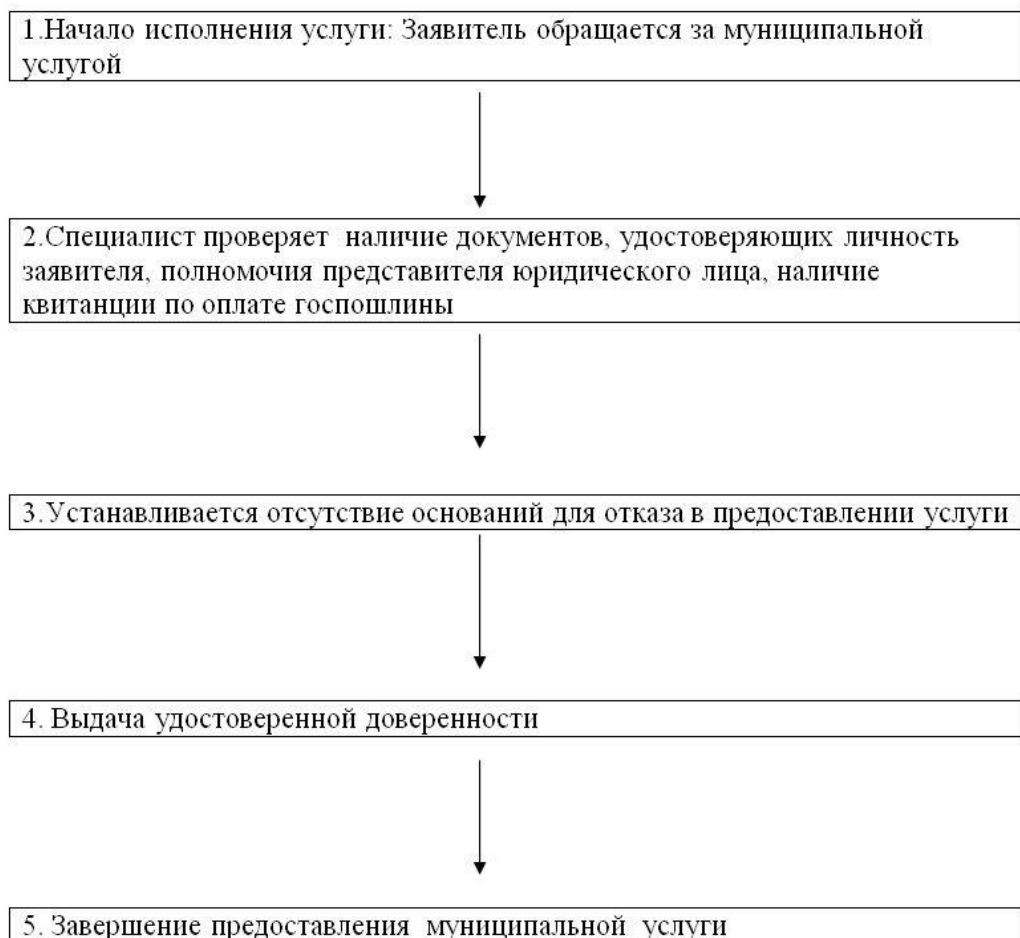 1.Начало исполнения услуги: Заявитель обращается за муниципальной
услугой
2.Специалист проверяет наличие документов, удостоверяющих личность
заявителя, полномочия представителя юридического лица, наличие
квитанции по оплате госпошлины
3.Устанавливается отсутствие оснований для отказа в предоставлении услуги
4. Выдача удостоверенной доверенности
5. Завершение предоставления муниципальной услуги